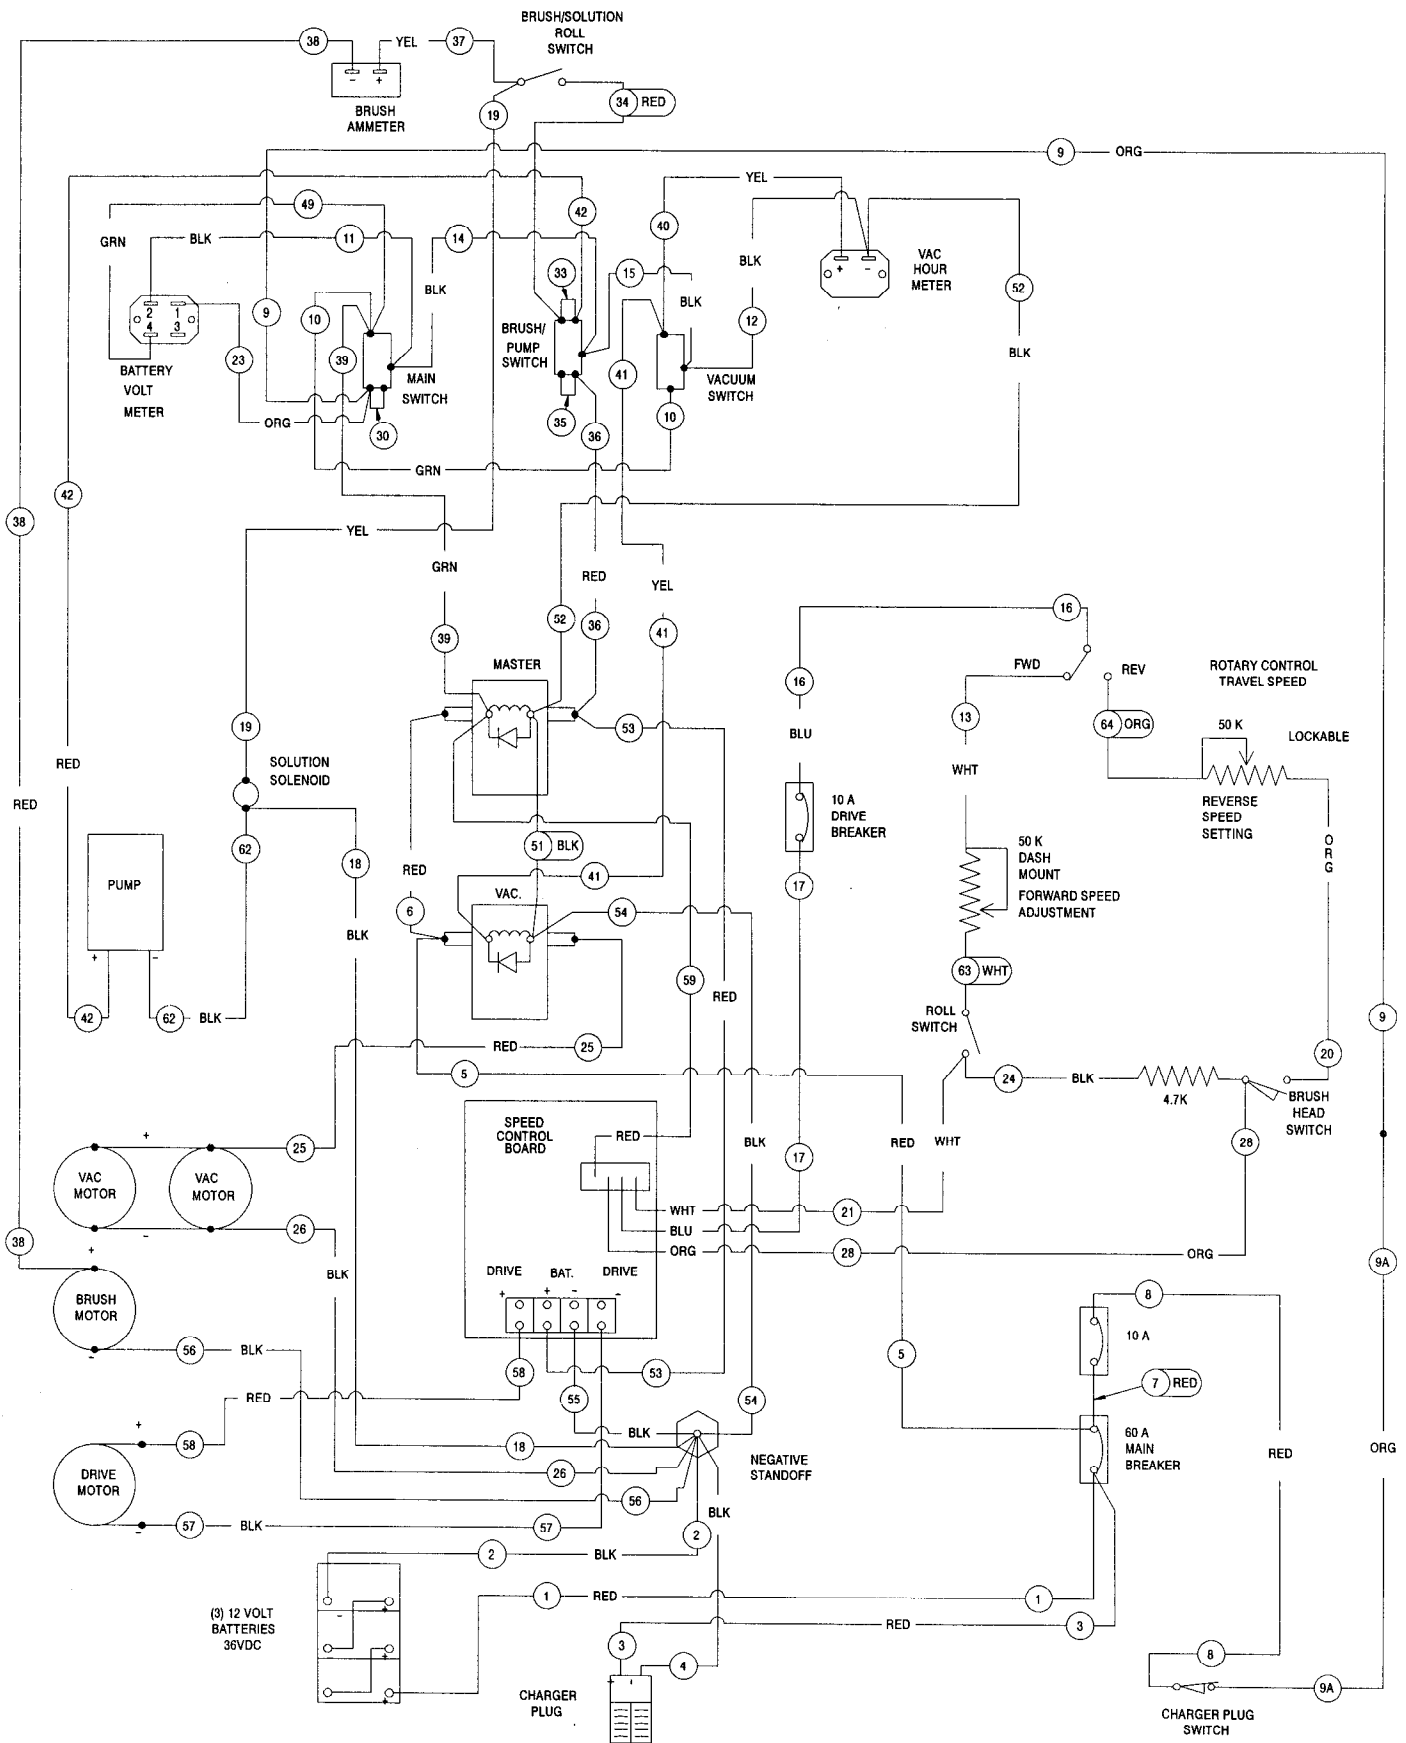 BRUSH/SOLUTION
ROLL
SWITCH
38
YEL
37
- +
BRUSH
AMMETER
19
34 RED
9
ORG
YEL
49
42
40
GRN
BLK
11
14
BLK
VAC
HOUR
METER
+ -
33
15
52
BLK
BLK
2 1
4 3
9
10
12
BRUSH/
PUMP
SWITCH
23
39
41
BLK
BATTERY
VOLT
METER
MAIN
SWITCH
VACUUM
SWITCH
ORG
30
35
36
10
GRN
42
38
YEL
GRN
RED
YEL
16
39
52
36
41
MASTER
16
FWD
REV
ROTARY CONTROL
TRAVEL SPEED
19
53
13
64 ORG
50 K
LOCKABLE
BLU
RED
SOLUTION
SOLENOID
WHT
RED
10 A
DRIVE
BREAKER
REVERSE
SPEED
SETTING
62
18
51 BLK
50 K
DASH
MOUNT
ORG
PUMP
RED
41
17
FORWARD SPEED
ADJUSTMENT
VAC.
6
54
BLK
+ -
59
63 WHT
RED
42
62
BLK
ROLL
SWITCH
9
RED
25
20
5
24
BLK
4.7K
BRUSH
HEAD
SWITCH
SPEED
CONTROL
BOARD
RED
BLK
RED
WHT
28
+
25
17
VAC
MOTOR
VAC
MOTOR
WHT
21
-
26
BLU
38
+
ORG
28
ORG
9A
BLK
DRIVE
BAT.
DRIVE
+ + - -
8
BRUSH
MOTOR
10 A
-
56
BLK
5
58
53
7 RED
RED
55
54
+
58
BLK
60 A
MAIN
BREAKER
18
RED
ORG
NEGATIVE
STANDOFF
DRIVE
MOTOR
26
56
BLK
-
57
BLK
57
2
2
BLK
1
RED
1
(3) 12 VOLT
BATTERIES
36VDC
- +
+
+
RED
3
3
4
8
+ -
CHARGER
PLUG
9A
CHARGER PLUG
SWITCH